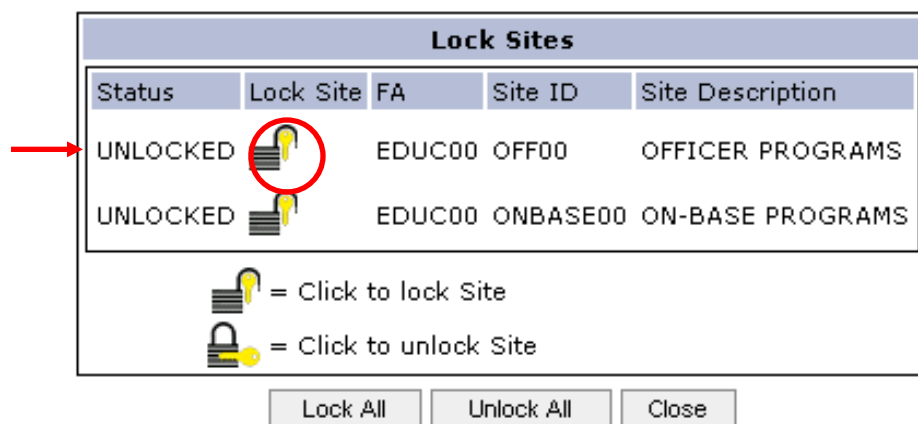 Lock Sites
Status Lock Site FA Site ID Site Description
UNLOCKED EDUC00 OFF00 OFFICER PROGRAMS
UNLOCKED EDUC00 ONBASE00 ON-BASE PROGRAMS
= Click to lock Site
= Click to unlock Site
Lock All Unlock All Close